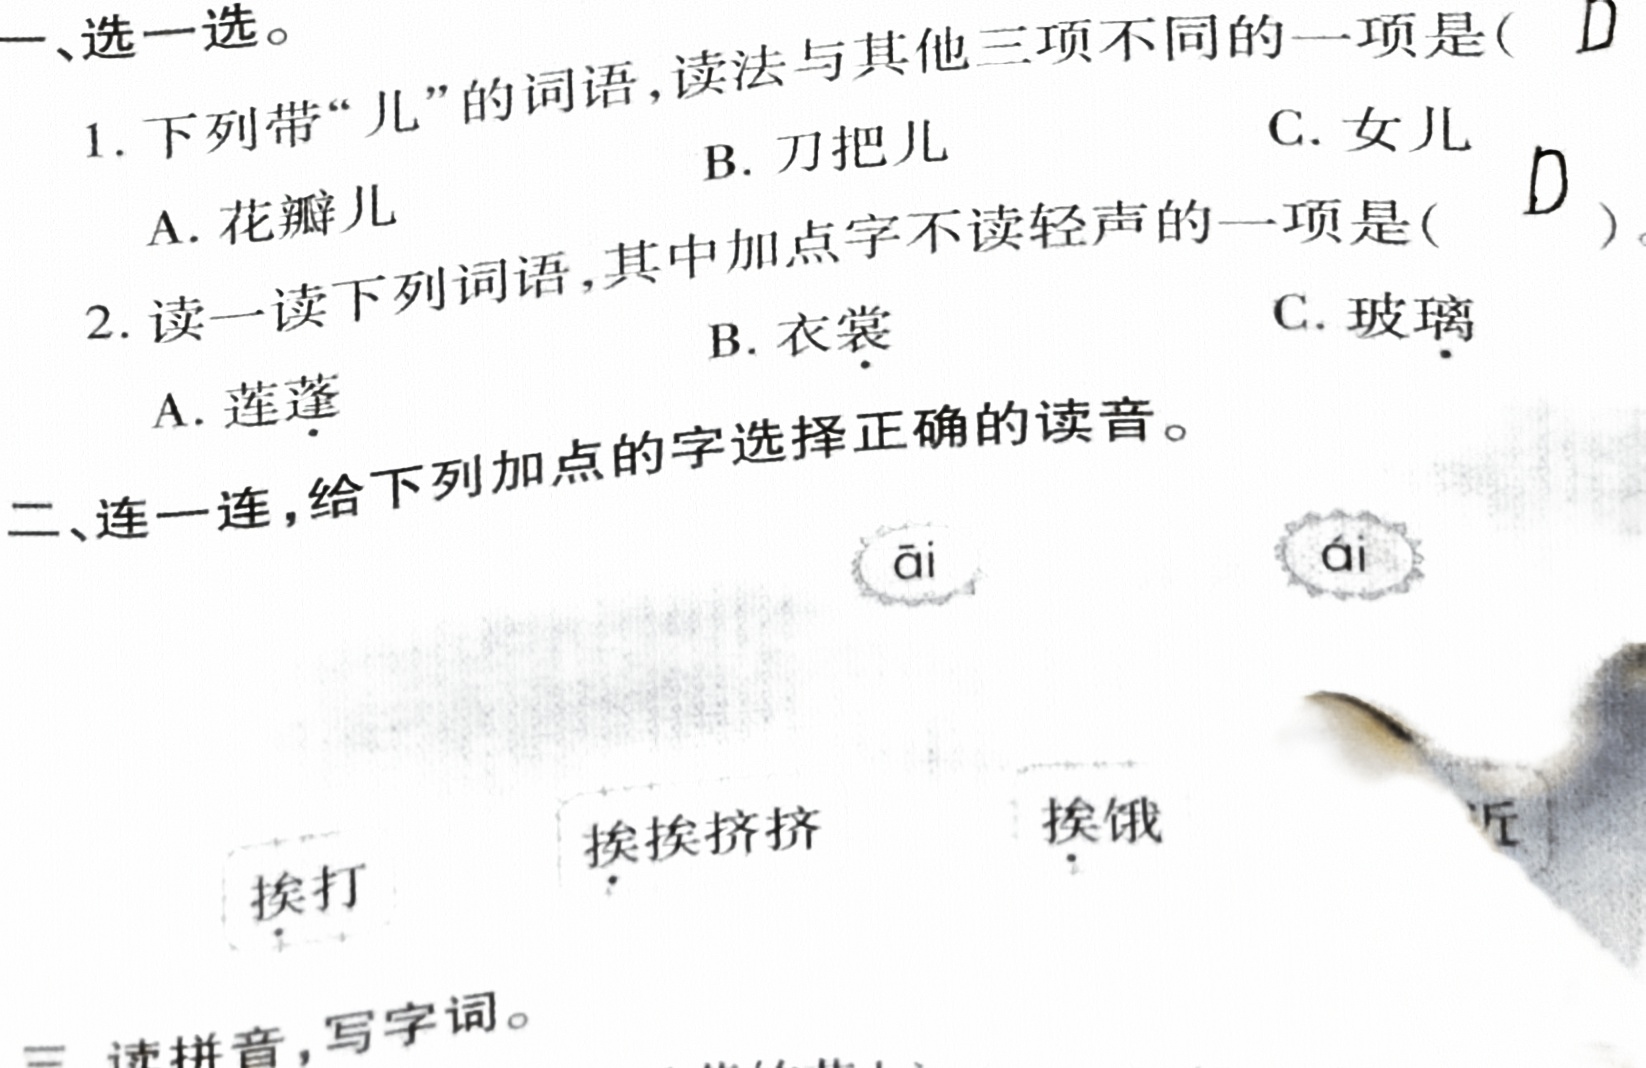 一、选一选。
1. 下列带“儿”的词语,读法与其他三项不同的一项是( D
A. 花瓣儿 B. 刀把儿 C. 女儿
2. 读一读下列词语,其中加点字不读轻声的一项是( D )。
A. 莲蓬 B. 衣裳 C. 玻璃
二、连一连,给下列加点的字选择正确的读音。
āi ái
挨打 挨挨挤挤 挨饿 近
三 读拼音,写字词。